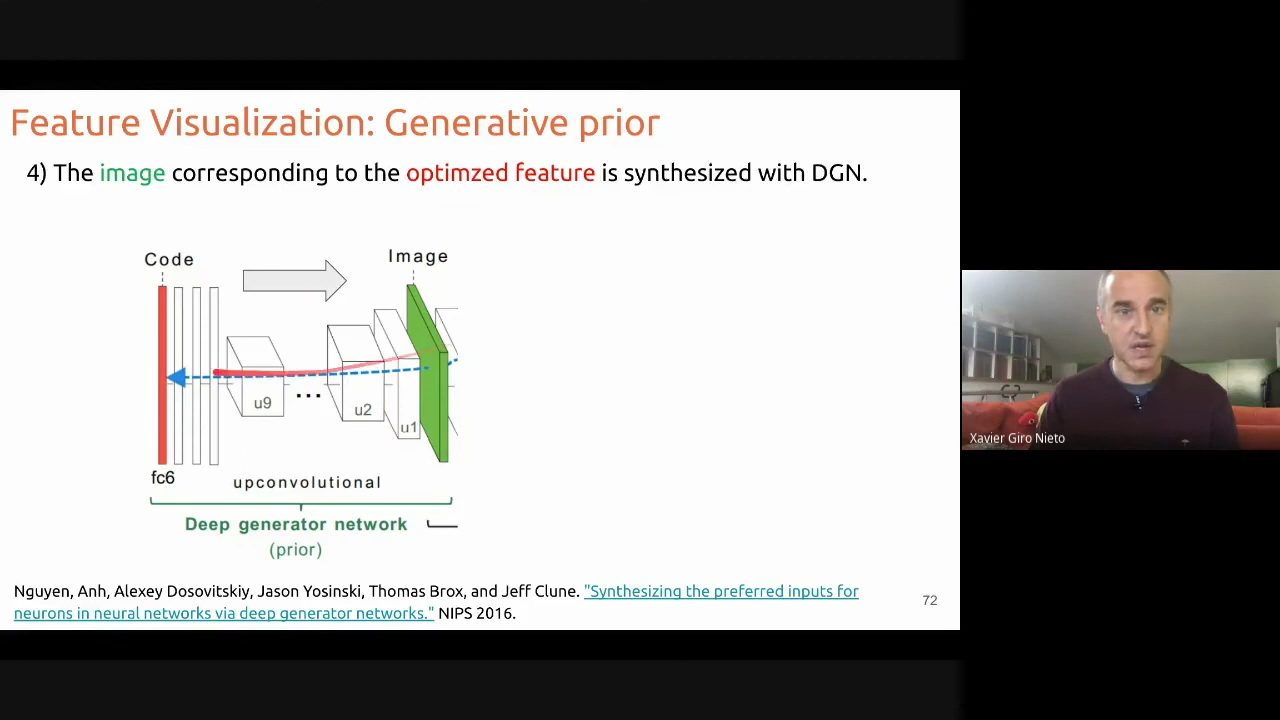 Feature Visualization: Generative prior
4) The image corresponding to the optimzed feature is synthesized with DGN.
Code
Image
u9
...
u2
u1
fc6
upconvolutional
Deep generator network
(prior)
Nguyen, Anh, Alexey Dosovitskiy, Jason Yosinski, Thomas Brox, and Jeff Clune. "Synthesizing the preferred inputs for
neurons in neural networks via deep generator networks." NIPS 2016.
72
Xavier Giro Nieto